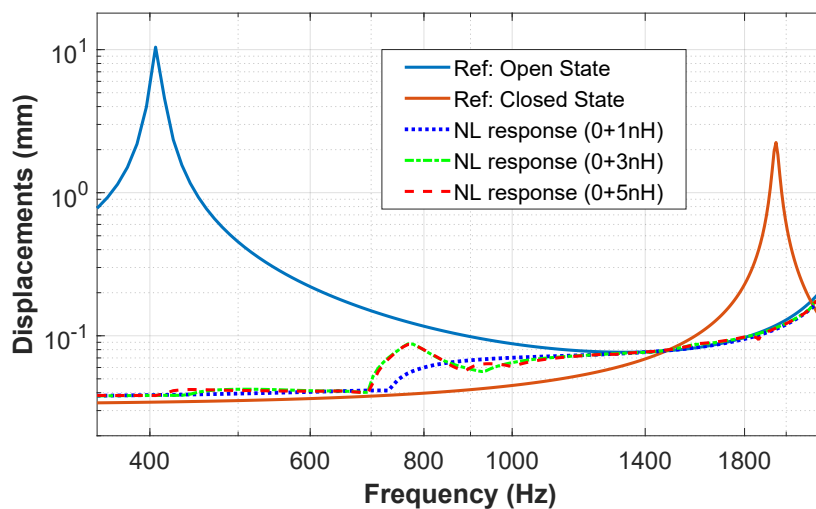 Displacements (mm)
10^1
10^0
10^-1
Ref: Open State
Ref: Closed State
NL response (0+1nH)
NL response (0+3nH)
NL response (0+5nH)
400 600 800 1000 1400 1800
Frequency (Hz)